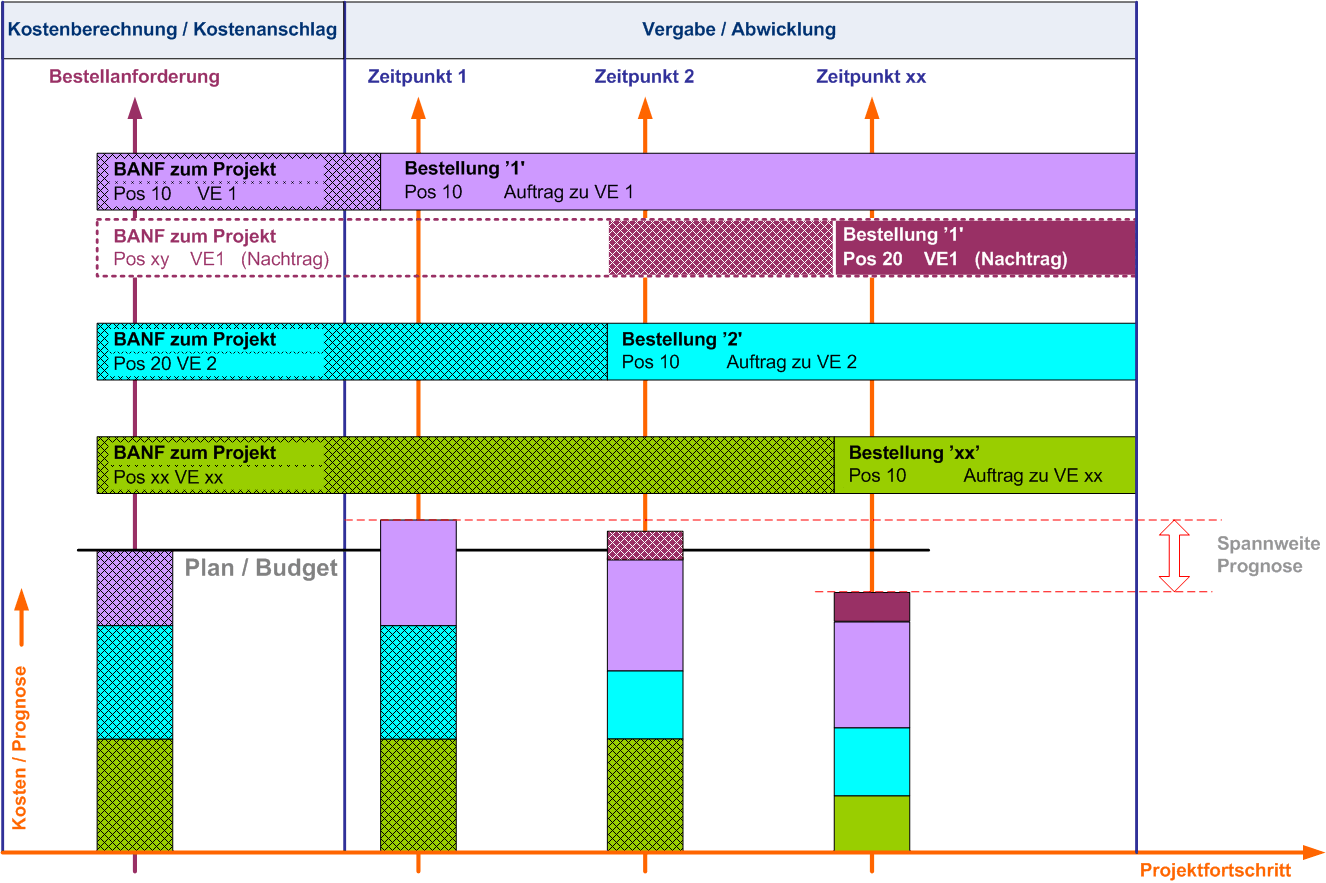 Kostenberechnung / Kostenanschlag
Vergabe / Abwicklung
Bestellanforderung
Zeitpunkt 1
Zeitpunkt 2
Zeitpunkt xx
BANF zum Projekt
Pos 10 VE 1
Bestellung ’1'
Pos 10 Auftrag zu VE 1
BANF zum Projekt
Pos xy VE1 (Nachtrag)
Bestellung ’1'
Pos 20 VE1 (Nachtrag)
BANF zum Projekt
Pos 20 VE 2
Bestellung ’2'
Pos 10 Auftrag zu VE 2
BANF zum Projekt
Pos xx VE xx
Bestellung ’xx’
Pos 10 Auftrag zu VE xx
Plan / Budget
Spannweite
Prognose
Kosten / Prognose
Projektfortschritt